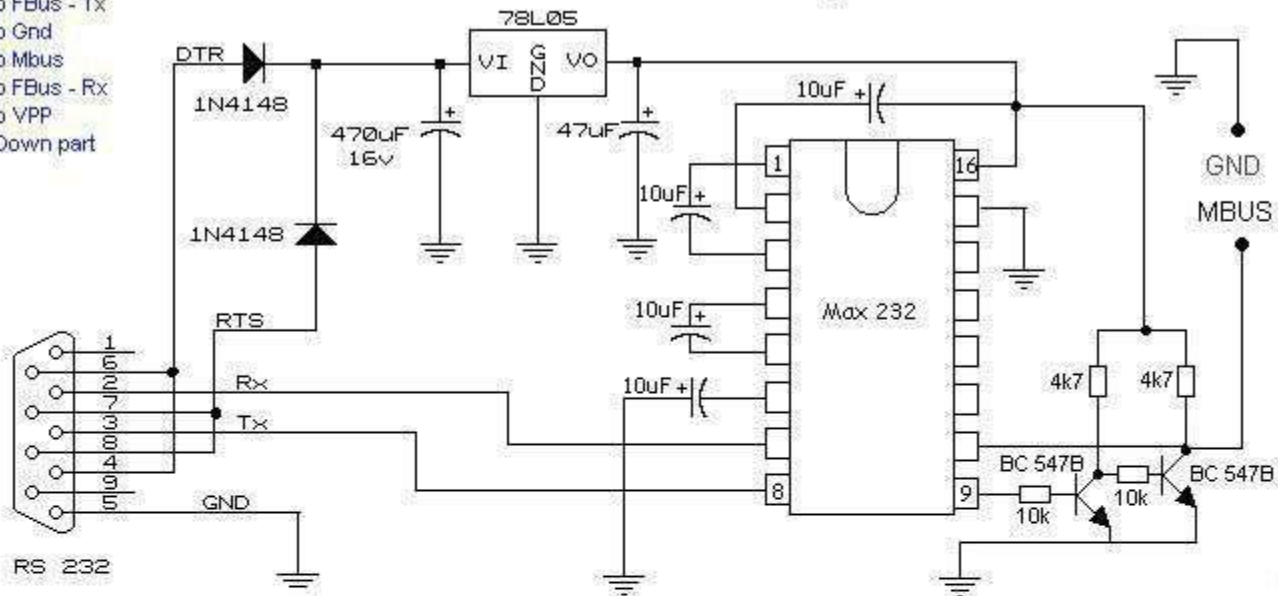 FBus - Tx
Gnd
Mbus
FBus - Rx
VPP
Down part
78L05
VI
GND
VO
DTR
1N4148
470uF
16v
+
47uF
+
10uF +
1N4148
10uF
+
1
16
GND
MBUS
10uF
+
Max 232
RTS
1
6
2
7
3
8
4
9
5
Rx
Tx
GND
10uF +
4k7
4k7
8
9
BC 547B
BC 547B
10k
10k
RS 232